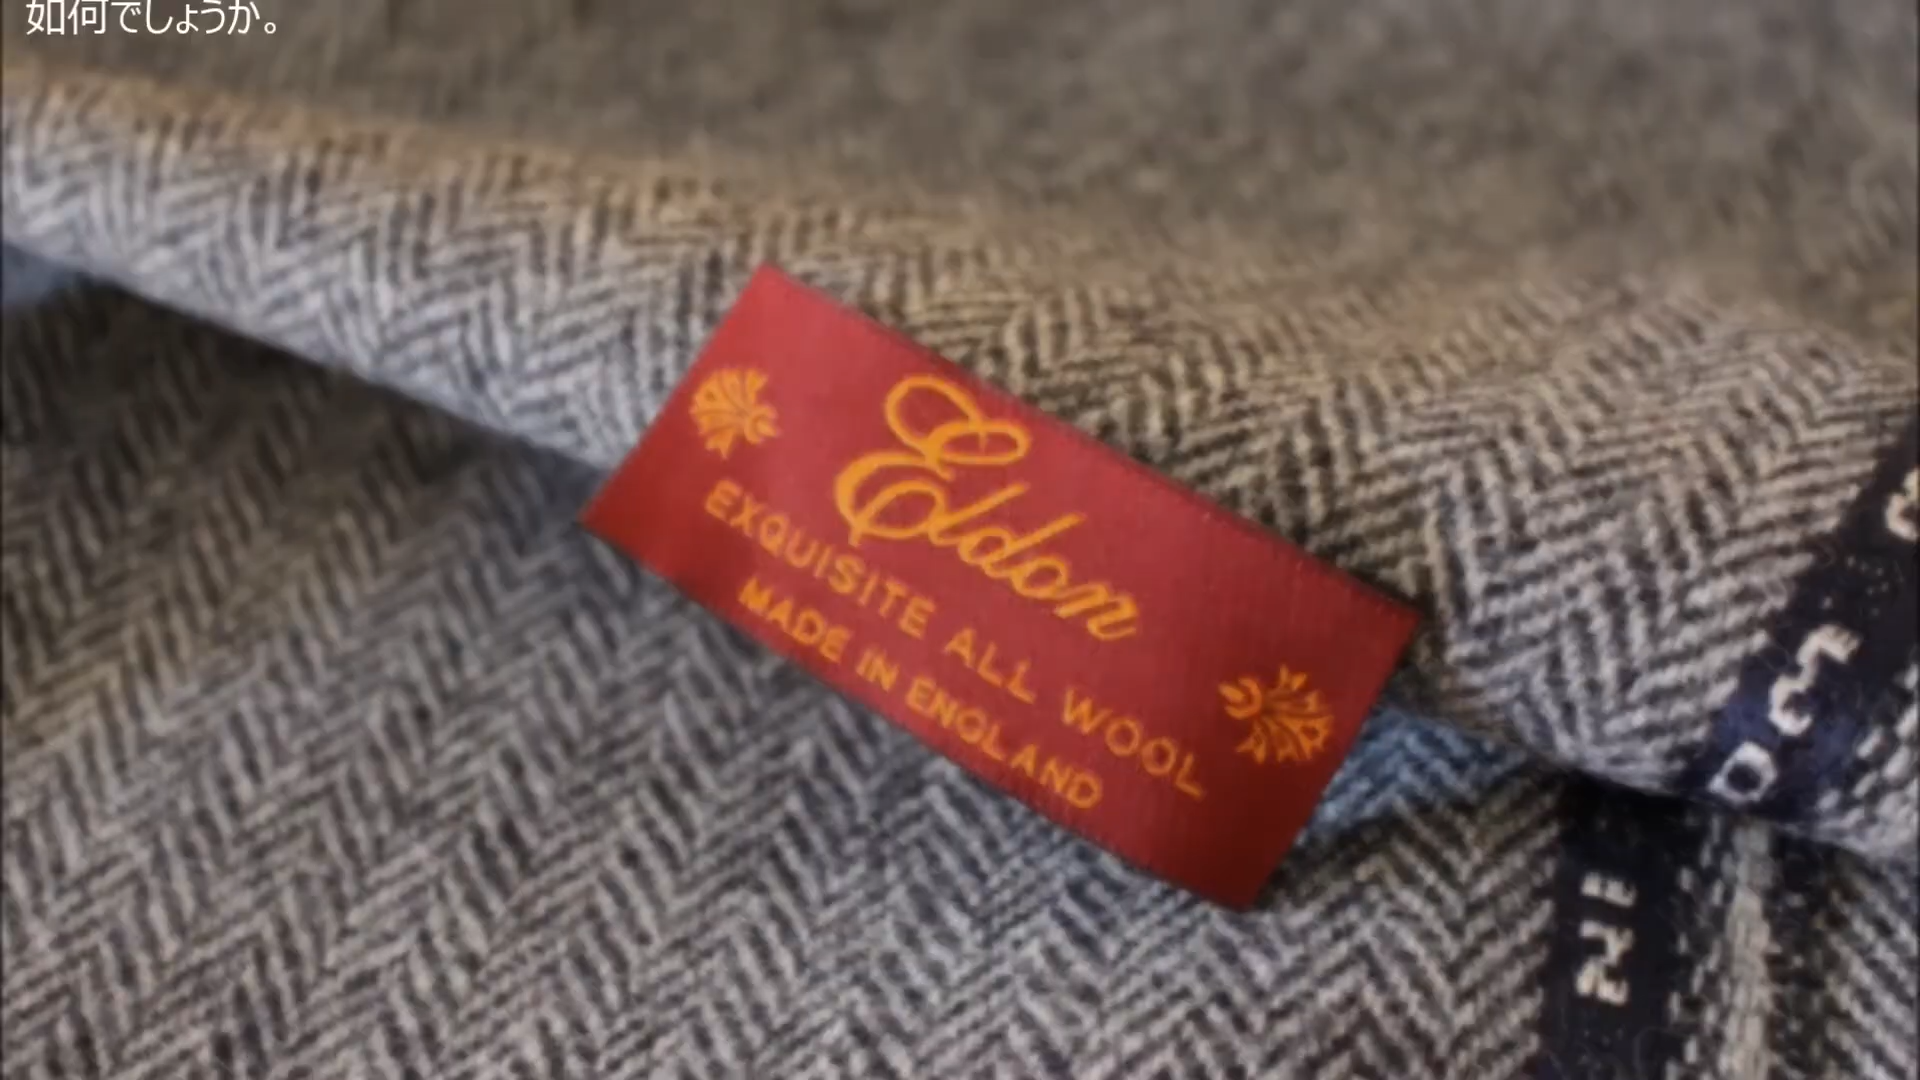 如何でしょうか。
Eldon
EXQUISITE ALL WOOL
MADE IN ENGLAND